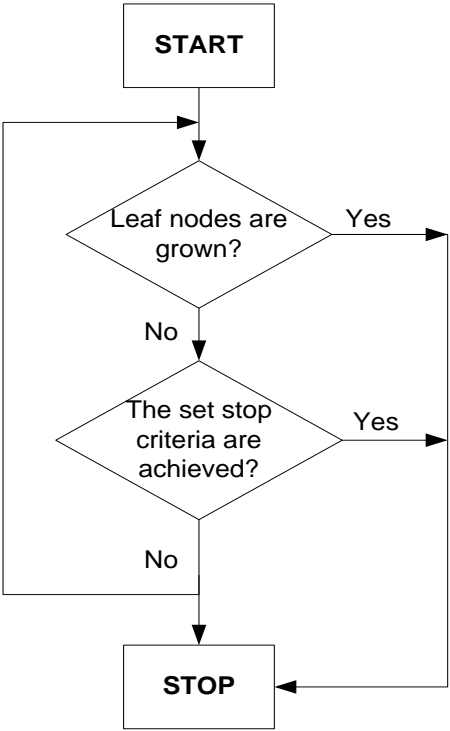 START
Leaf nodes are
grown?
Yes
No
The set stop
criteria are
achieved?
Yes
No
STOP